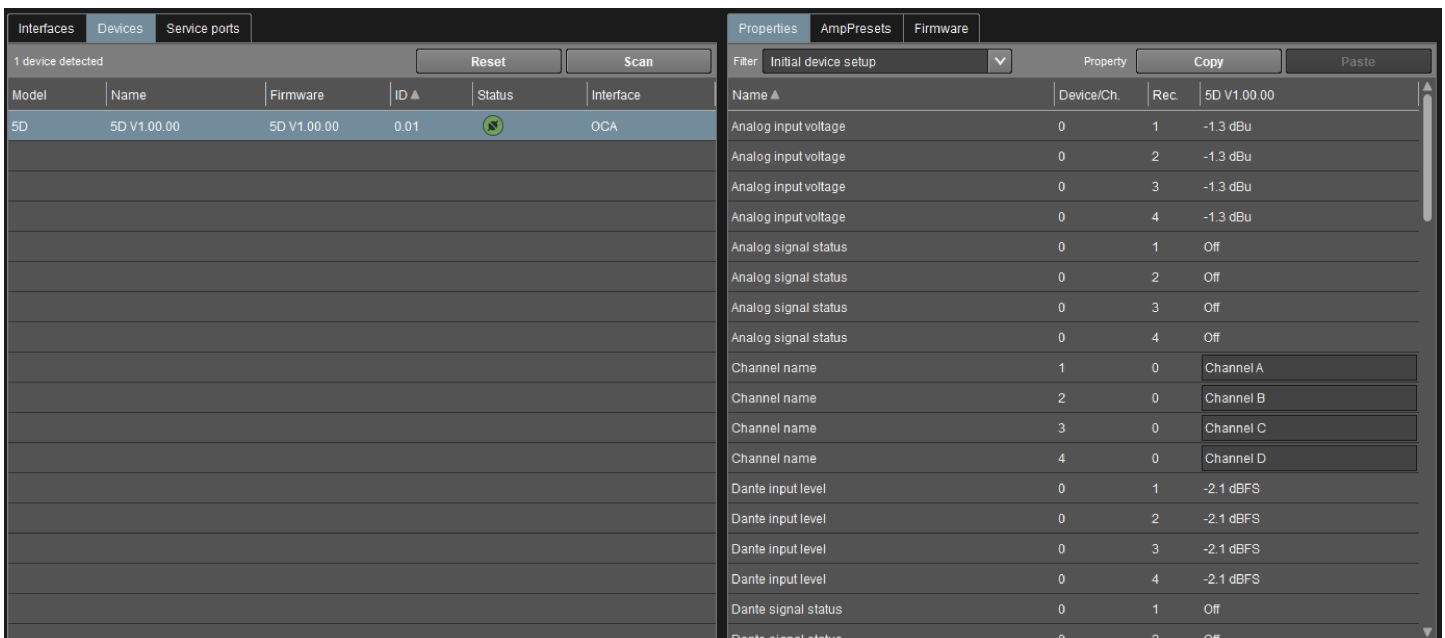 Interfaces Devices Service ports
1 device detected Reset Scan
Model Name Firmware ID Status Interface
5D 5D V1.00.00 5D V1.00.00 0.01 OCA
Properties AmpPresets Firmware
Filter Initial device setup Property Copy Paste
Name Device/Ch. Rec. 5D V1.00.00
Analog input voltage 0 1 -1.3 dBu
Analog input voltage 0 2 -1.3 dBu
Analog input voltage 0 3 -1.3 dBu
Analog input voltage 0 4 -1.3 dBu
Analog signal status 0 1 Off
Analog signal status 0 2 Off
Analog signal status 0 3 Off
Analog signal status 0 4 Off
Channel name 1 0 Channel A
Channel name 2 0 Channel B
Channel name 3 0 Channel C
Channel name 4 0 Channel D
Dante input level 0 1 -2.1 dBFS
Dante input level 0 2 -2.1 dBFS
Dante input level 0 3 -2.1 dBFS
Dante input level 0 4 -2.1 dBFS
Dante signal status 0 1 Off
Dante signal status 0 2 Off